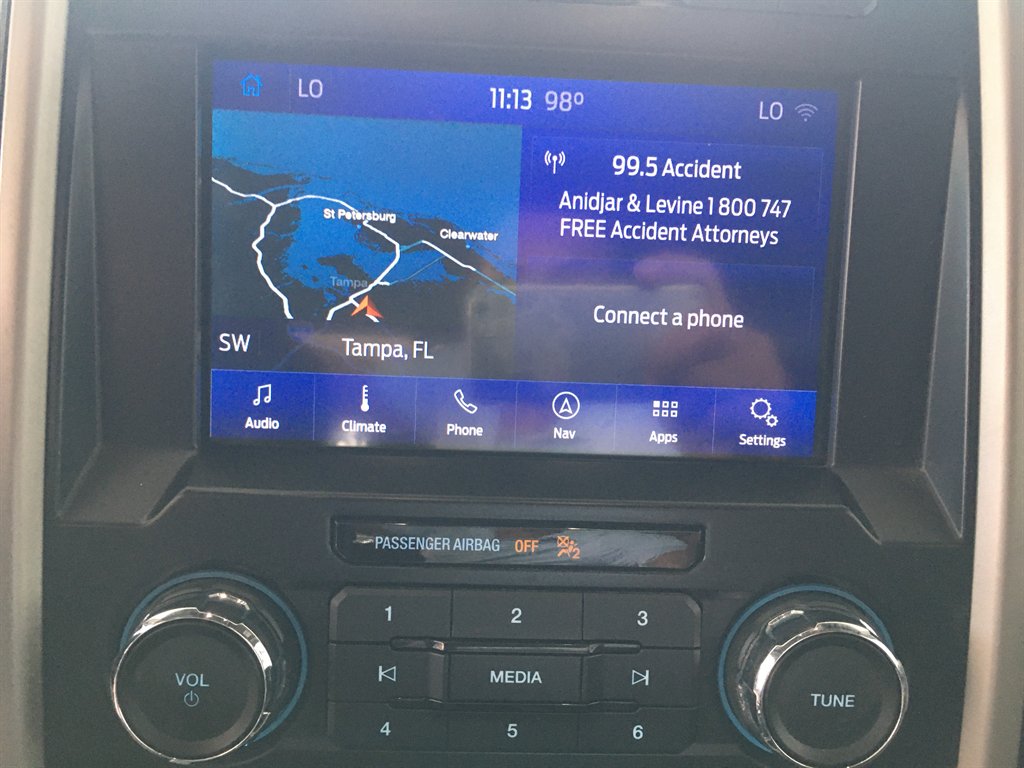 LO
11:13 98º
LO
99.5 Accident
Anidjar & Levine 1 800 747
FREE Accident Attorneys
St Petersburg
Clearwater
Tampa
Connect a phone
SW
Tampa, FL
Audio
Climate
Phone
Nav
Apps
Settings
PASSENGER AIRBAG OFF 2
1
2
3
VOL
MEDIA
TUNE
4
5
6